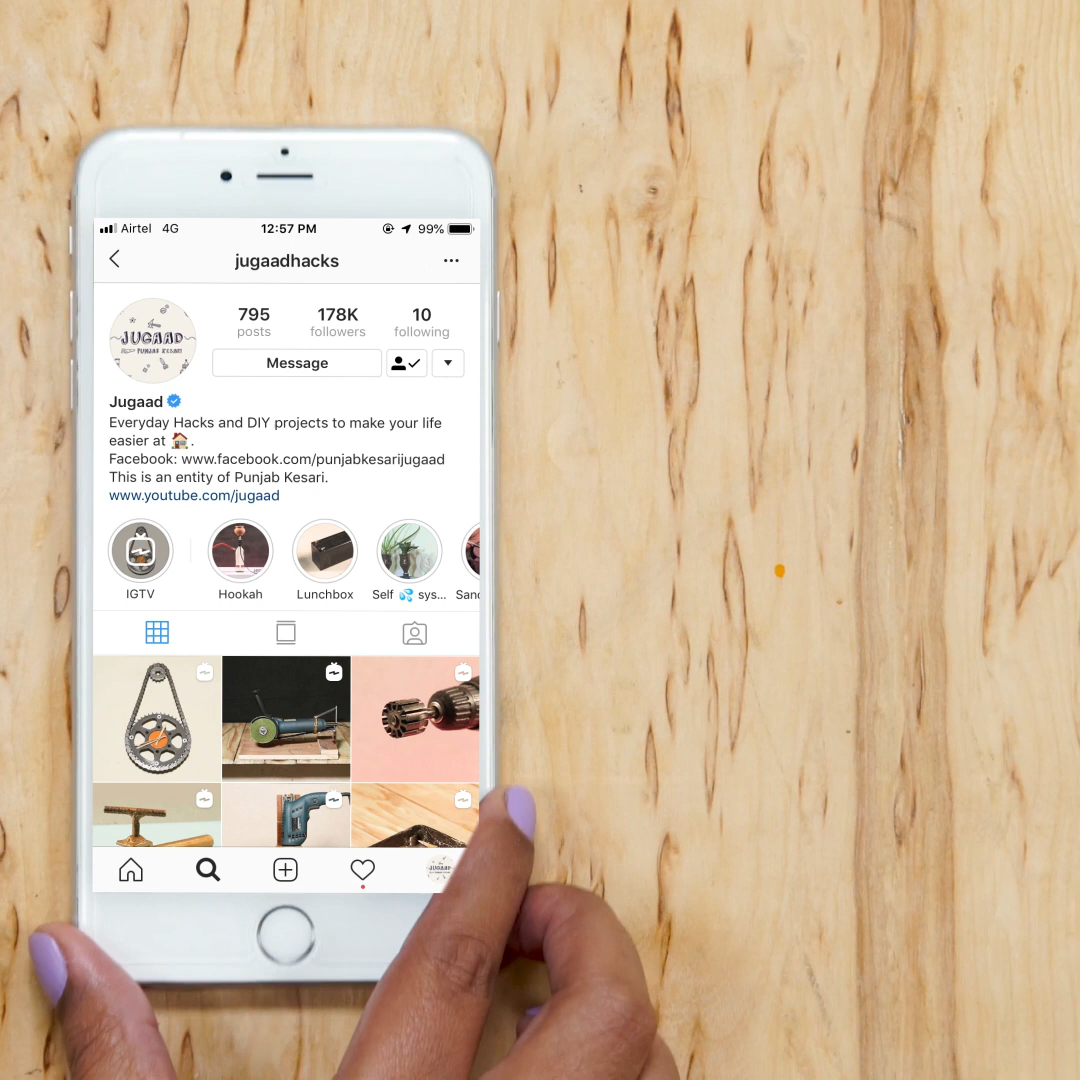 Airtel 4G 12:57 PM 99%
jugaadhacks
795 178K 10
posts followers following
JUGAAD
PUNJAB KESARI
Message
Jugaad
Everyday Hacks and DIY projects to make your life
easier at 🏠.
Facebook: www.facebook.com/punjabkesarijugaad
This is an entity of Punjab Kesari.
www.youtube.com/jugaad
IGTV Hookah Lunchbox Self 💦 sys... Sanc
JUGAAD